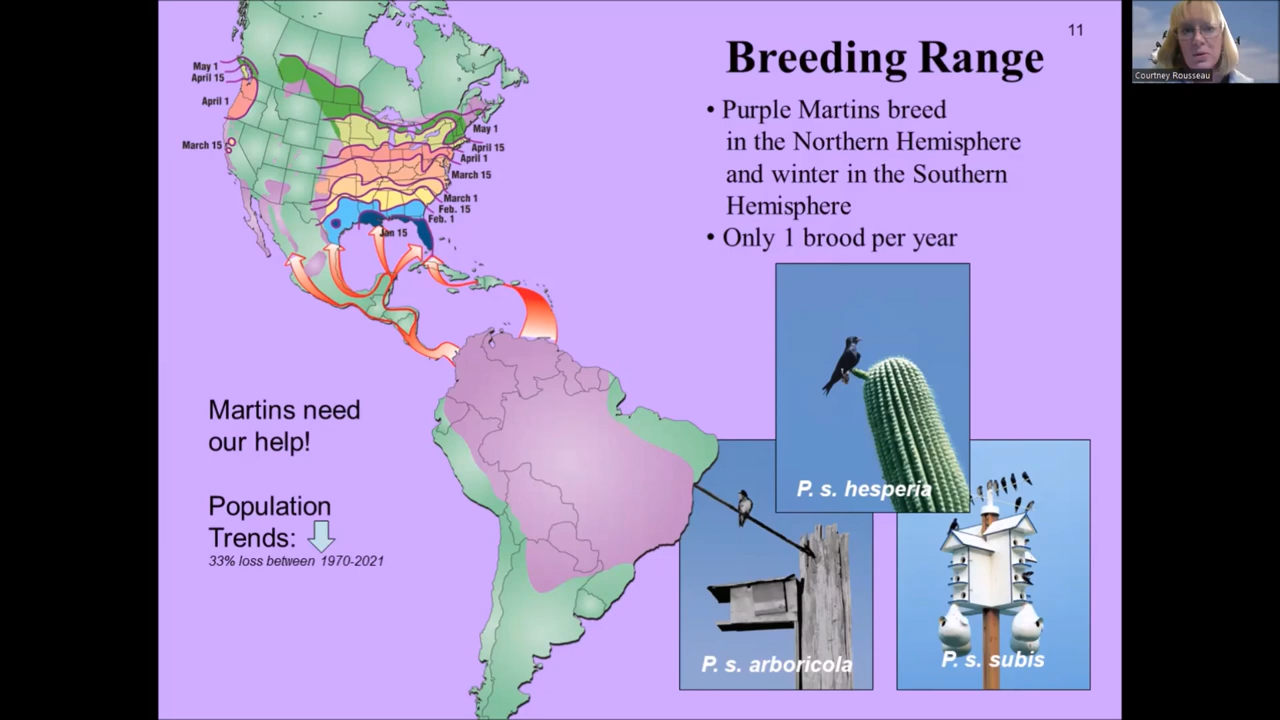 11
Courtney Rousseau
Breeding Range
• Purple Martins breed
in the Northern Hemisphere
and winter in the Southern
Hemisphere
• Only 1 brood per year
May 1
April 15
April 1
March 15
May 1
April 15
April 1
March 15
March 1
Feb. 15
Feb. 1
Jan 15
Martins need
our help!
Population
Trends:
33% loss between 1970-2021
P. s. hesperia
P. s. arboricola
P. s. subis